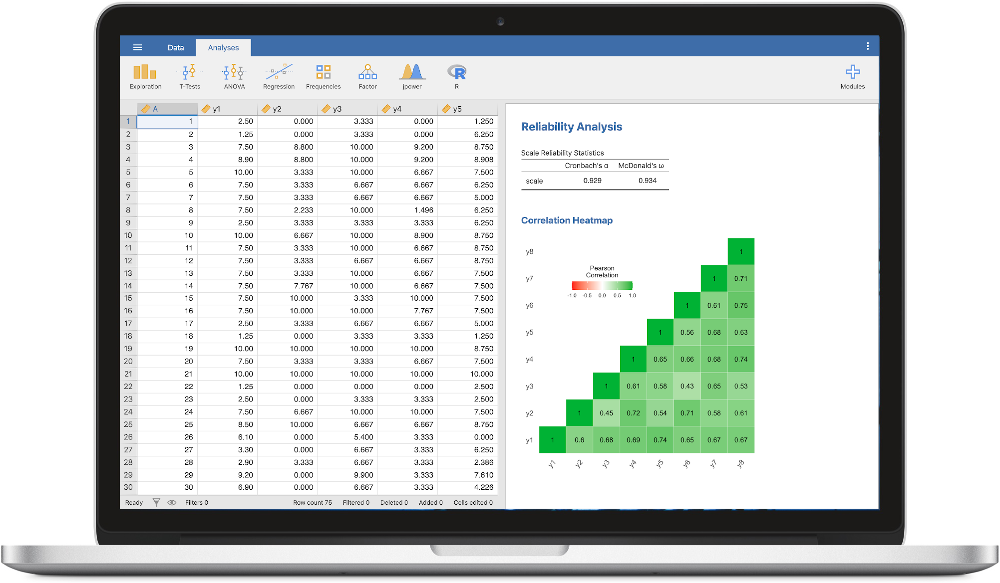 Data Analyses
Exploration T-Tests ANOVA Regression Frequencies Factor jpower R Modules
A y1 y2 y3 y4 y5
1 1 2.50 0.000 3.333 0.000 1.250
2 2 1.25 0.000 3.333 0.000 6.250
3 3 7.50 8.800 10.000 9.200 8.750
4 4 8.90 8.800 10.000 9.200 8.908
5 5 10.00 3.333 10.000 6.667 7.500
6 6 7.50 3.333 6.667 6.667 6.250
7 7 7.50 3.333 6.667 6.667 5.000
8 8 7.50 2.233 10.000 1.496 6.250
9 9 2.50 3.333 3.333 3.333 6.250
10 10 10.00 6.667 10.000 8.900 8.750
11 11 7.50 3.333 10.000 6.667 8.750
12 12 7.50 3.333 6.667 6.667 8.750
13 13 7.50 3.333 10.000 6.667 7.500
14 14 7.50 7.767 10.000 6.667 7.500
15 15 7.50 10.000 3.333 10.000 7.500
16 16 7.50 10.000 10.000 7.767 7.500
17 17 2.50 3.333 6.667 6.667 5.000
18 18 1.25 0.000 3.333 3.333 1.250
19 19 10.00 10.000 10.000 10.000 8.750
20 20 7.50 3.333 3.333 6.667 7.500
21 21 10.00 10.000 10.000 10.000 10.000
22 22 1.25 0.000 0.000 0.000 2.500
23 23 2.50 0.000 3.333 3.333 2.500
24 24 7.50 6.667 10.000 10.000 7.500
25 25 8.50 10.000 6.667 6.667 8.750
26 26 6.10 0.000 5.400 3.333 0.000
27 27 3.30 0.000 6.667 3.333 6.250
28 28 2.90 3.333 6.667 3.333 2.386
29 29 9.20 0.000 9.900 3.333 7.610
30 30 6.90 0.000 6.667 3.333 4.226
Ready Filters 0 Row count 75 Filtered 0 Deleted 0 Added 0 Cells edited 0
Reliability Analysis
Scale Reliability Statistics
Cronbach's α McDonald's ω
scale 0.929 0.934
Correlation Heatmap
Pearson
Correlation
-1.0 -0.5 0.0 0.5 1.0
y8 1
y7 1 0.71
y6 1 0.61 0.75
y5 1 0.56 0.68 0.63
y4 1 0.65 0.66 0.68 0.74
y3 1 0.61 0.58 0.43 0.65 0.53
y2 1 0.45 0.72 0.54 0.71 0.58 0.61
y1 1 0.6 0.68 0.69 0.74 0.65 0.67 0.67
y1 y2 y3 y4 y5 y6 y7 y8